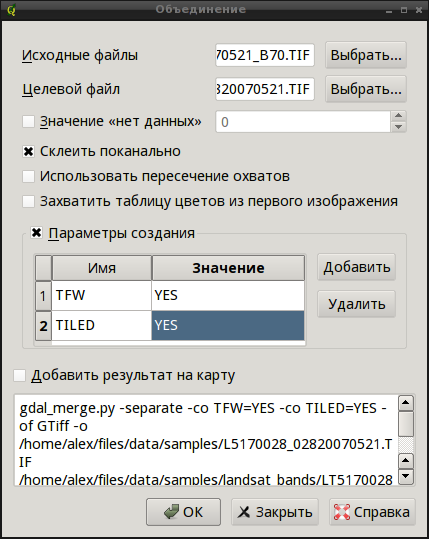 Объединение
Исходные файлы 70521_B70.TIF Выбрать...
Целевой файл 820070521.TIF Выбрать...
Значение «нет данных» 0
Склеить поканально
Использовать пересечение охватов
Захватить таблицу цветов из первого изображения
Параметры создания
Имя Значение Добавить
1 TFW YES
Удалить
2 TILED YES
Добавить результат на карту
gdal_merge.py -separate -co TFW=YES -co TILED=YES -
of GTiff -o
/home/alex/files/data/samples/L5170028_02820070521.T
IF
/home/alex/files/data/samples/landsat_bands/LT5170028
OK Закрыть Справка